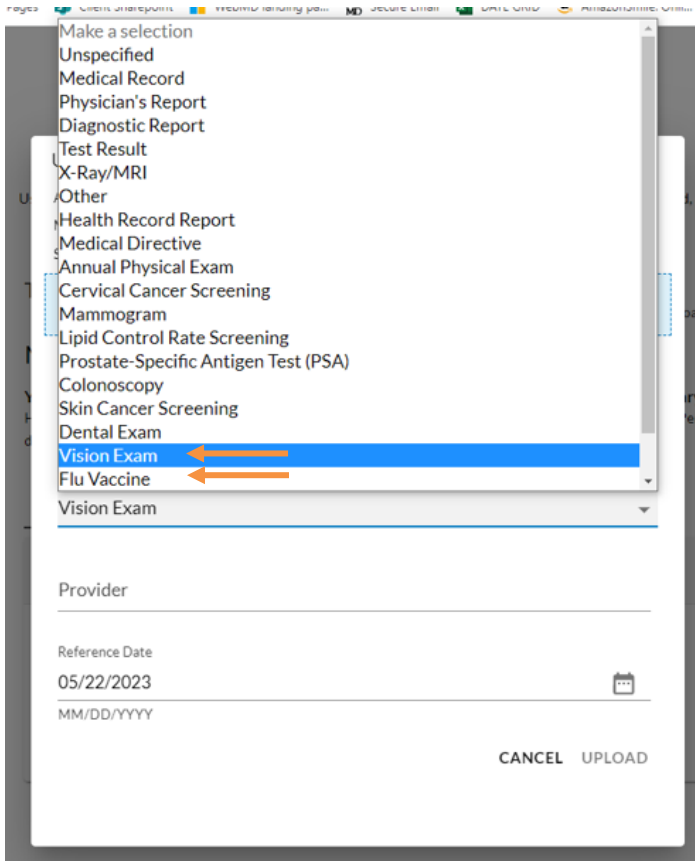 Make a selection
Unspecified
Medical Record
Physician's Report
Diagnostic Report
Test Result
X-Ray/MRI
Other
Health Record Report
Medical Directive
Annual Physical Exam
Cervical Cancer Screening
Mammogram
Lipid Control Rate Screening
Prostate-Specific Antigen Test (PSA)
Colonoscopy
Skin Cancer Screening
Dental Exam
Vision Exam
Flu Vaccine
Vision Exam
Provider
Reference Date
05/22/2023
MM/DD/YYYY
CANCEL UPLOAD